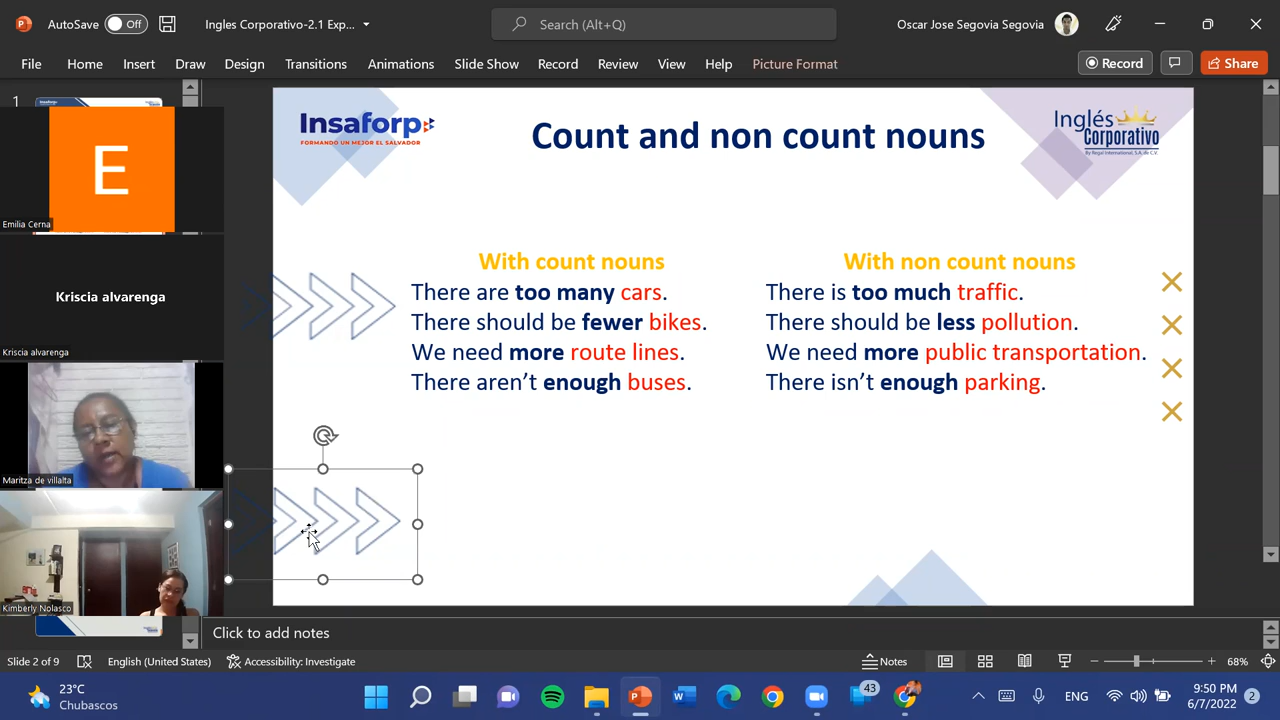 AutoSave Off Ingles Corporativo-2.1 Exp... Search (Alt+Q) Oscar Jose Segovia Segovia
File Home Insert Draw Design Transitions Animations Slide Show Record Review View Help Picture Format Record Share
1
E
Emilia Cerna
Kriscia alvarenga
Kriscia alvarenga
Maritza de villalta
Kimberly Nolasco
Insaforp
FORMANDO UN MEJOR EL SALVADOR
Count and non count nouns
Inglés
Corporativo
By Regal International, S.A. de C.V.
With count nouns
There are too many cars.
There should be fewer bikes.
We need more route lines.
There aren't enough buses.
With non count nouns
There is too much traffic.
There should be less pollution.
We need more public transportation.
There isn't enough parking.
Click to add notes
Slide 2 of 9 English (United States) Accessibility: Investigate Notes 68%
23°C
Chubascos
43
ENG
9:50 PM
6/7/2022
2